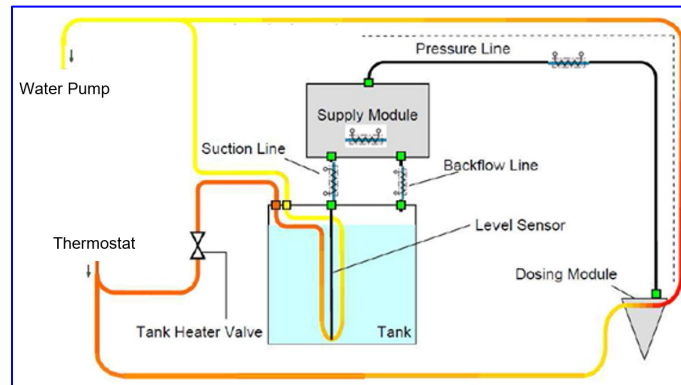 Pressure Line
Water Pump
Supply Module
Suction Line
Backflow Line
Level Sensor
Thermostat
Dosing Module
Tank Heater Valve
Tank